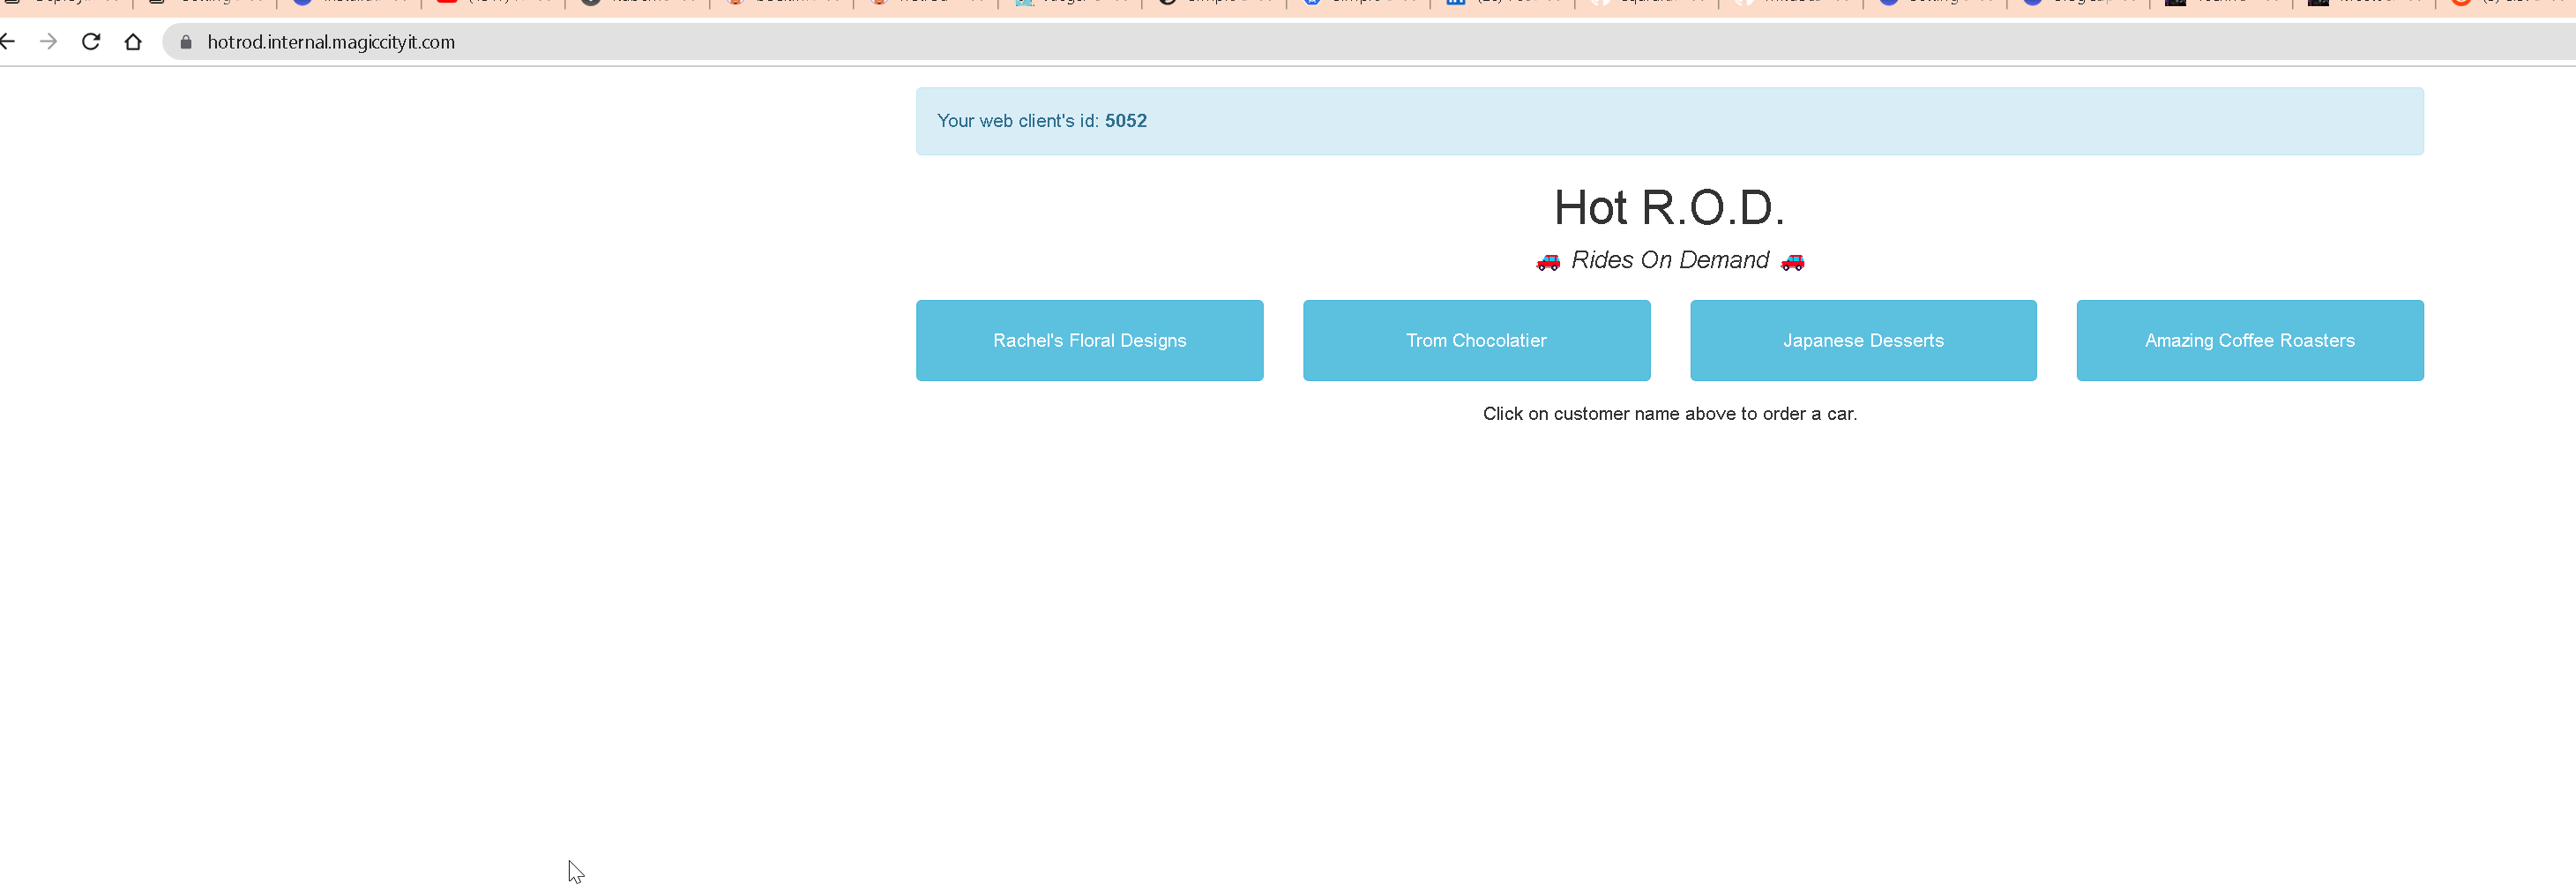 hotrod.internal.magiccityit.com
Your web client's id: 5052
Hot R.O.D.
Rides On Demand
Rachel's Floral Designs
Trom Chocolatier
Japanese Desserts
Amazing Coffee Roasters
Click on customer name above to order a car.